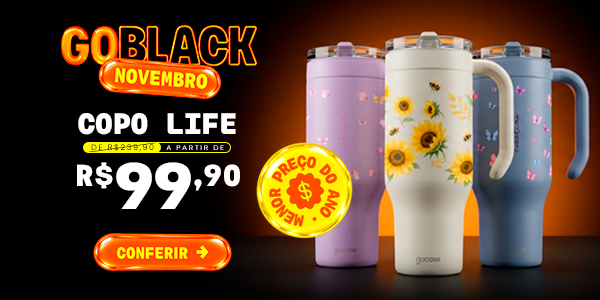 GOBLACK
NOVEMBRO
COPO LIFE
DE R$239,90 A PARTIR DE
R$99,90
MENOR PREÇO DO ANO •
$
CONFERIR →
gocase
gocase